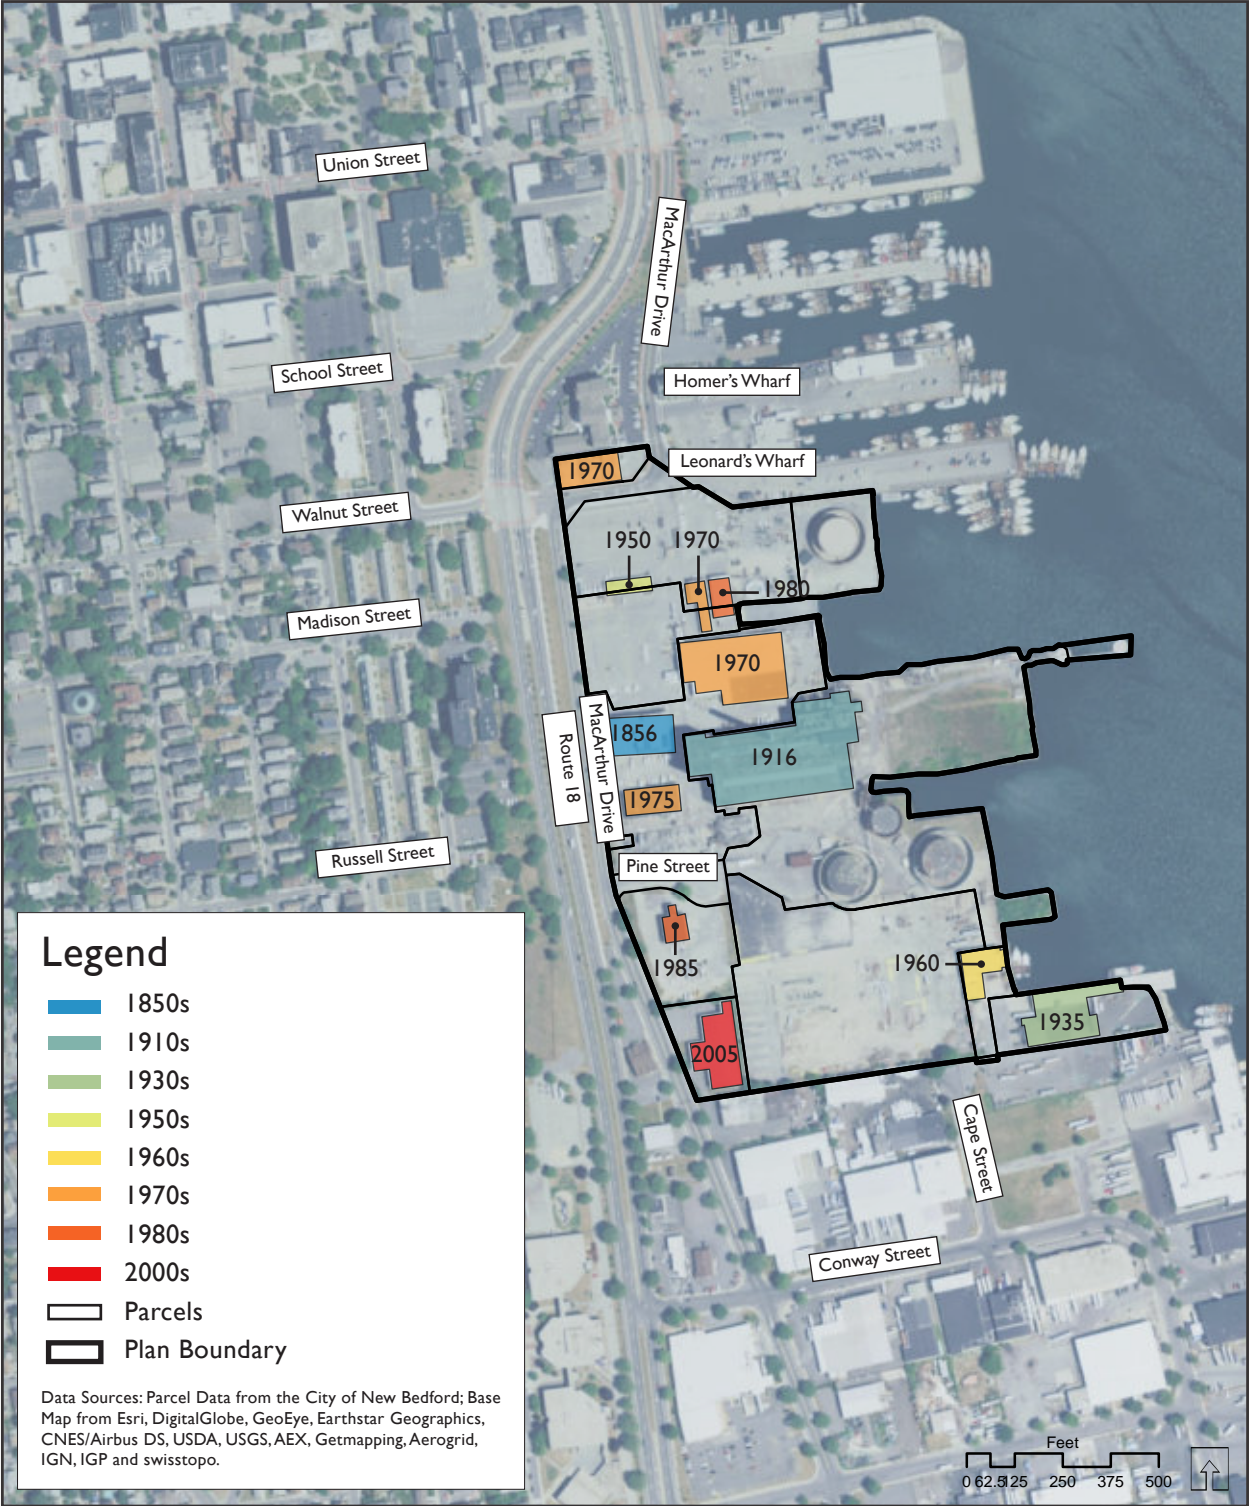 Union Street
MacArthur Drive
School Street
Homer's Wharf
Leonard's Wharf
1970
Walnut Street
1950
1970
1980
Madison Street
1970
MacArthur Drive
Route 18
1856
1916
1975
Russell Street
Pine Street
1985
1960
1935
2005
Cape Street
Conway Street
Legend
1850s
1910s
1930s
1950s
1960s
1970s
1980s
2000s
Parcels
Plan Boundary
Data Sources: Parcel Data from the City of New Bedford; Base
Map from Esri, DigitalGlobe, GeoEye, Earthstar Geographics,
CNES/Airbus DS, USDA, USGS, AEX, Getmapping, Aerogrid,
IGN, IGP and swisstopo.
Feet
0 62.5 125 250 375 500